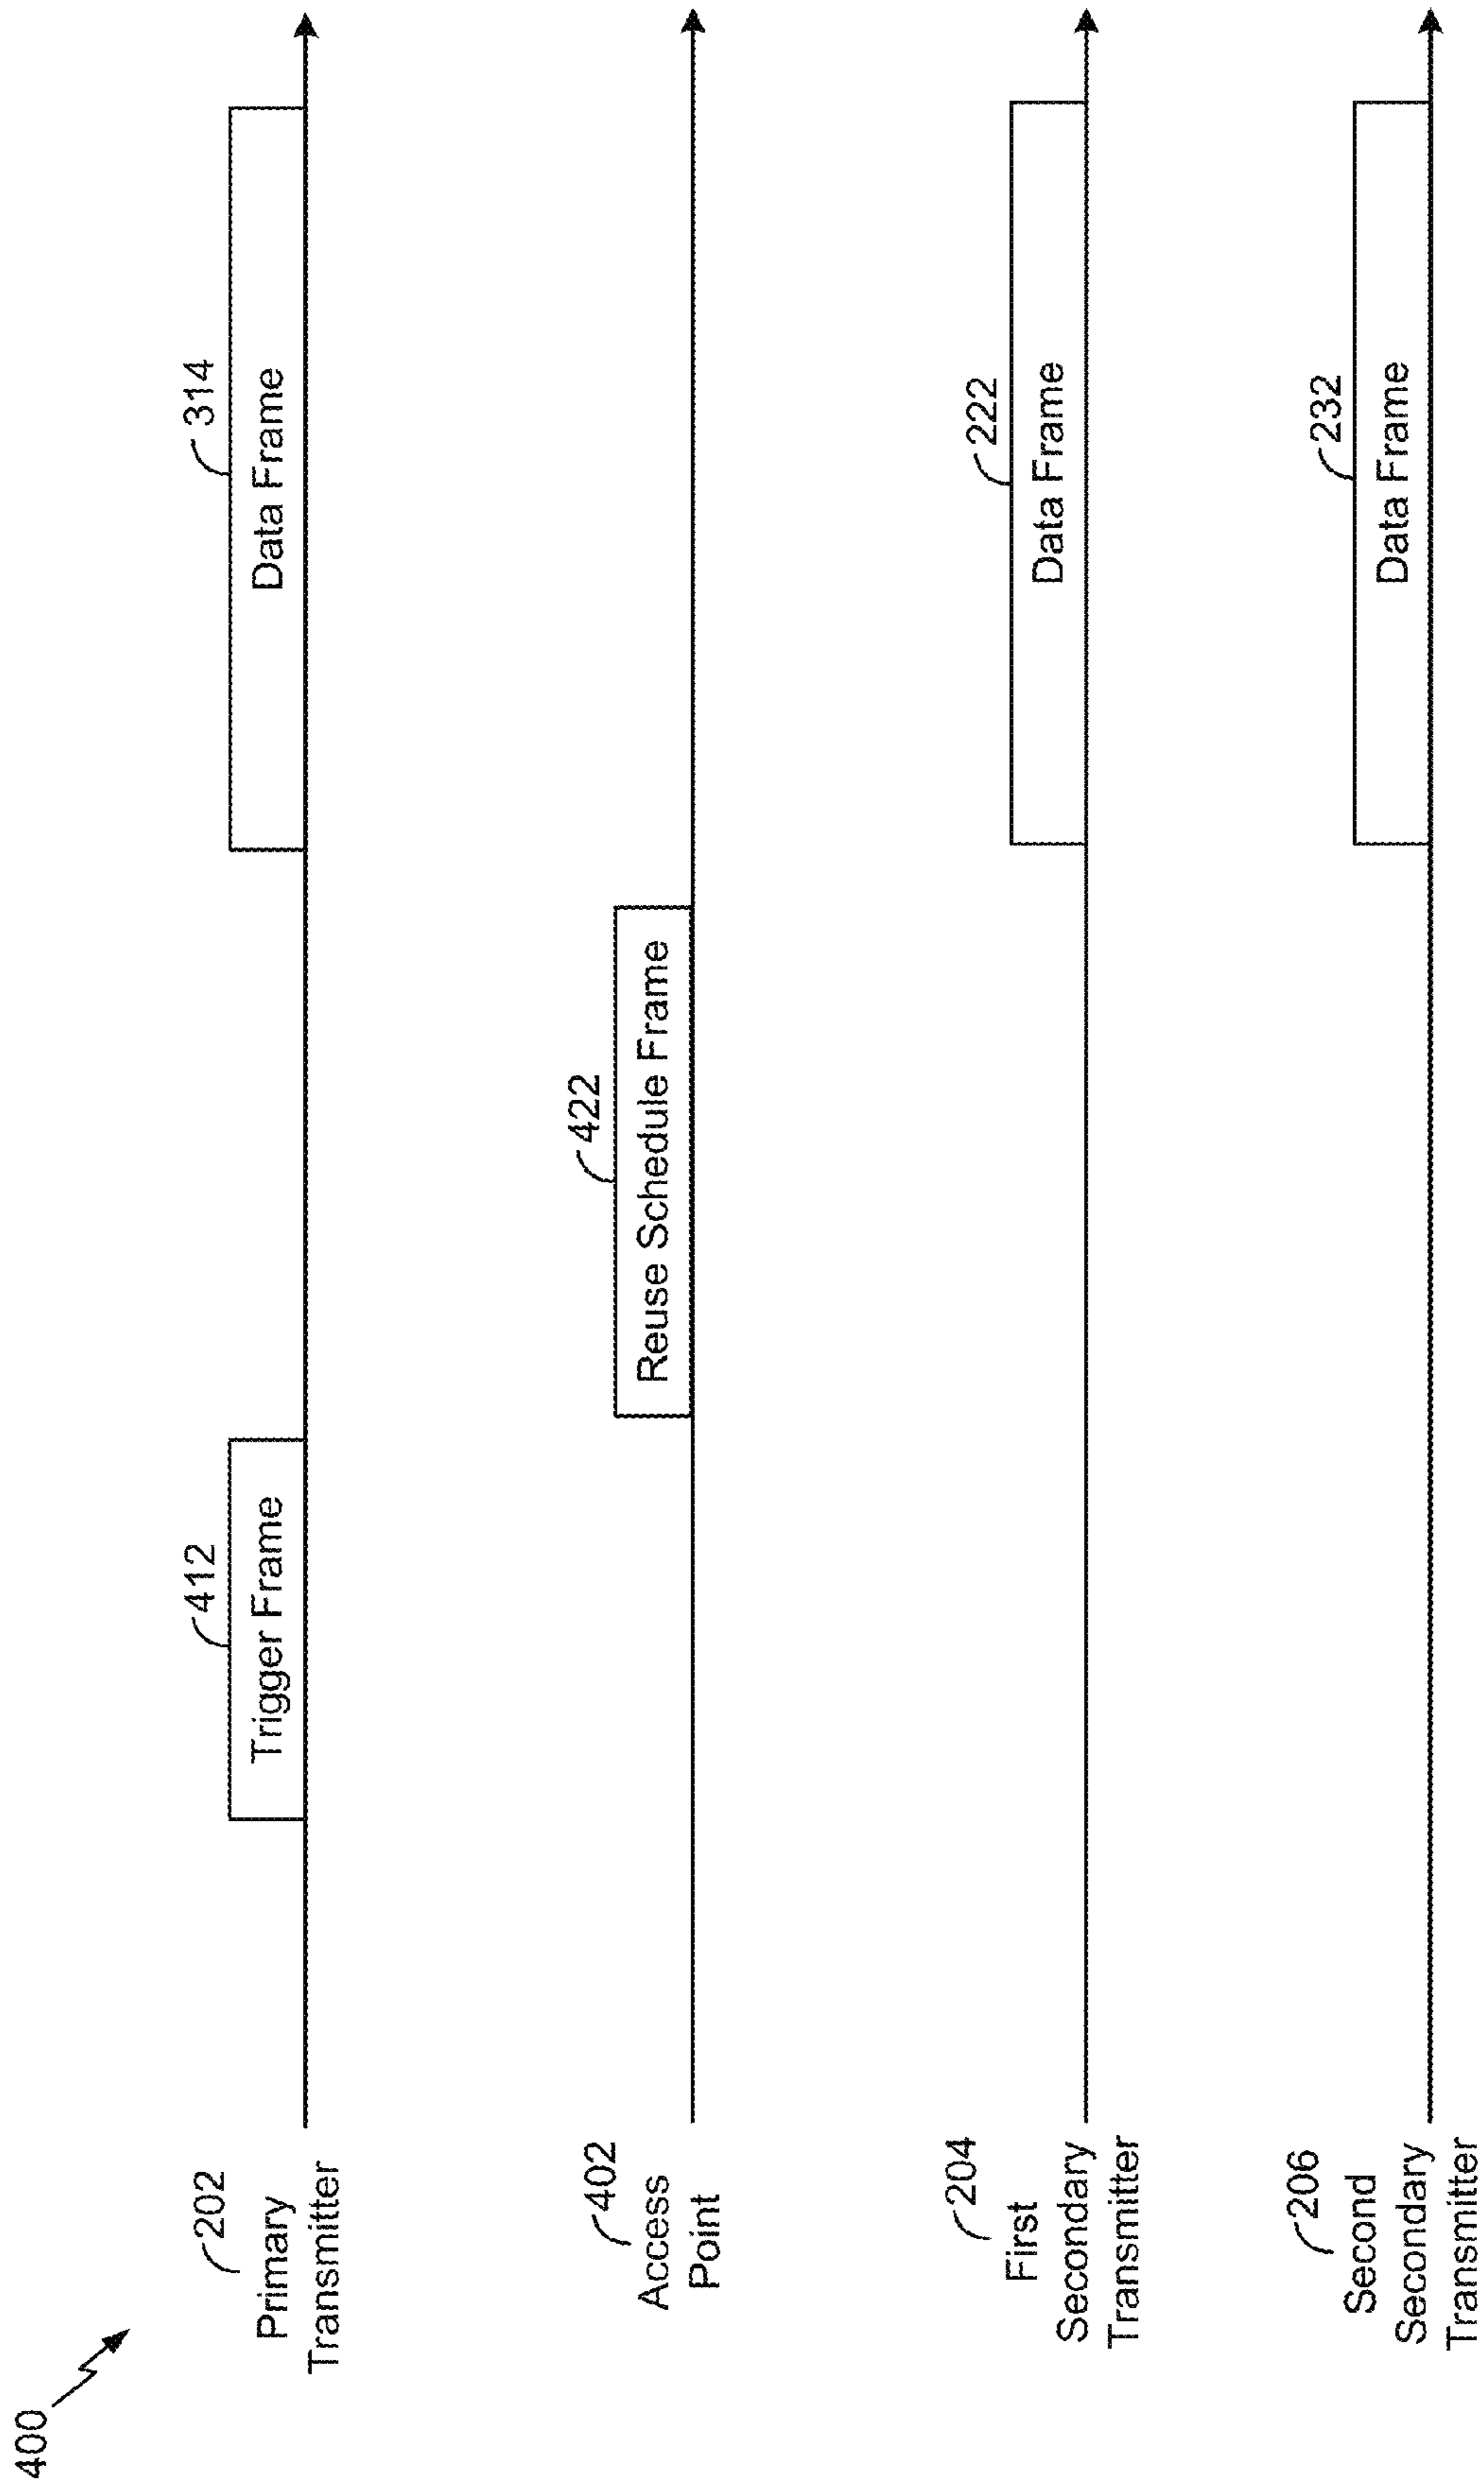 400
202
Primary
Transmitter
412
Trigger Frame
314
Data Frame
402
Access
Point
422
Reuse Schedule Frame
204
First
Secondary
Transmitter
222
Data Frame
206
Second
Secondary
Transmitter
232
Data Frame